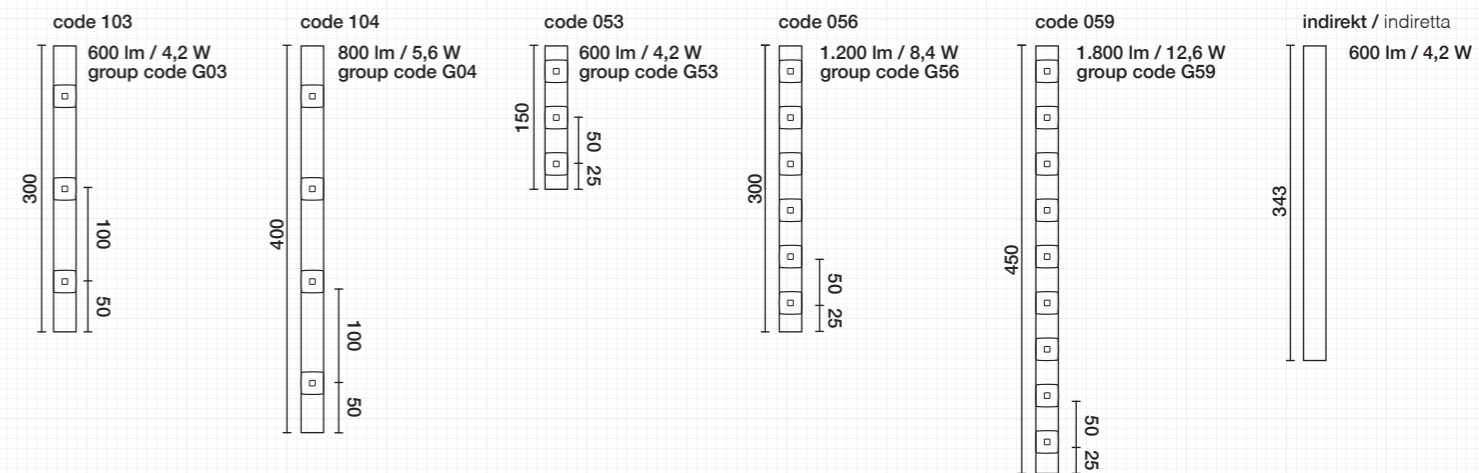 code 103
600 lm / 4,2 W
group code G03
300
100
50
code 104
800 lm / 5,6 W
group code G04
400
100
50
code 053
600 lm / 4,2 W
group code G53
150
50
25
code 056
1.200 lm / 8,4 W
group code G56
300
50
25
code 059
1.800 lm / 12,6 W
group code G59
450
50
25
indirekt / indiretta
600 lm / 4,2 W
343